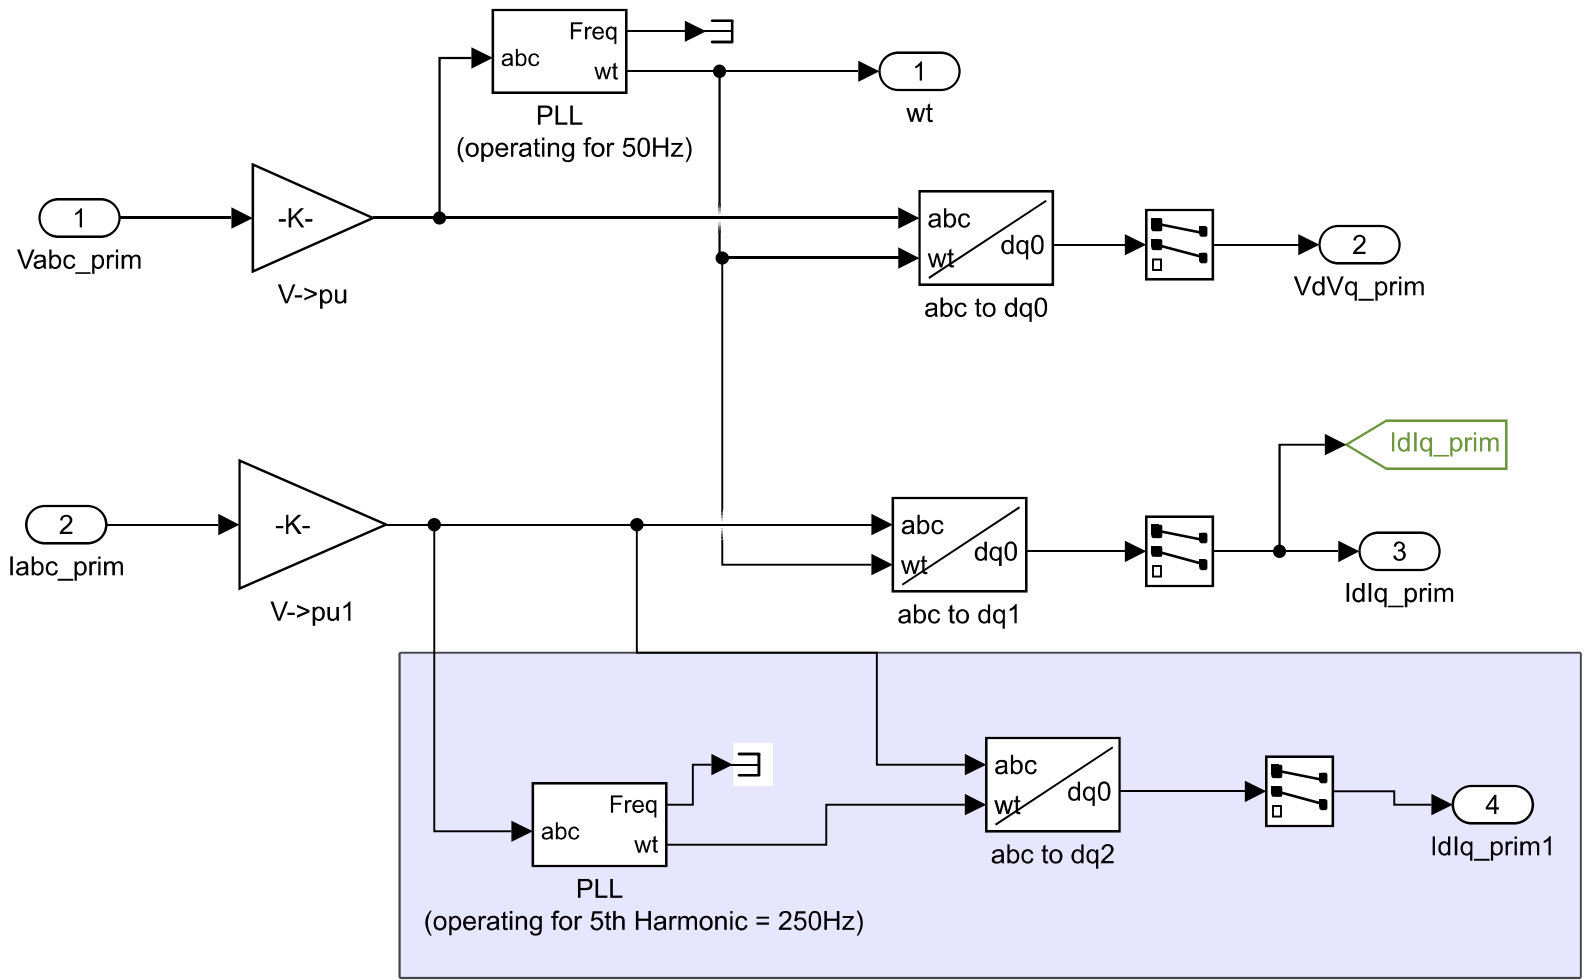 Freq
abc
wt
PLL
(operating for 50Hz)
1
wt
1
Vabc_prim
-K-
V->pu
abc
wt
dq0
abc to dq0
2
VdVq_prim
IdIq_prim
2
Iabc_prim
-K-
V->pu1
abc
wt
dq0
abc to dq1
3
IdIq_prim
Freq
abc
wt
PLL
(operating for 5th Harmonic = 250Hz)
abc
wt
dq0
abc to dq2
4
IdIq_prim1